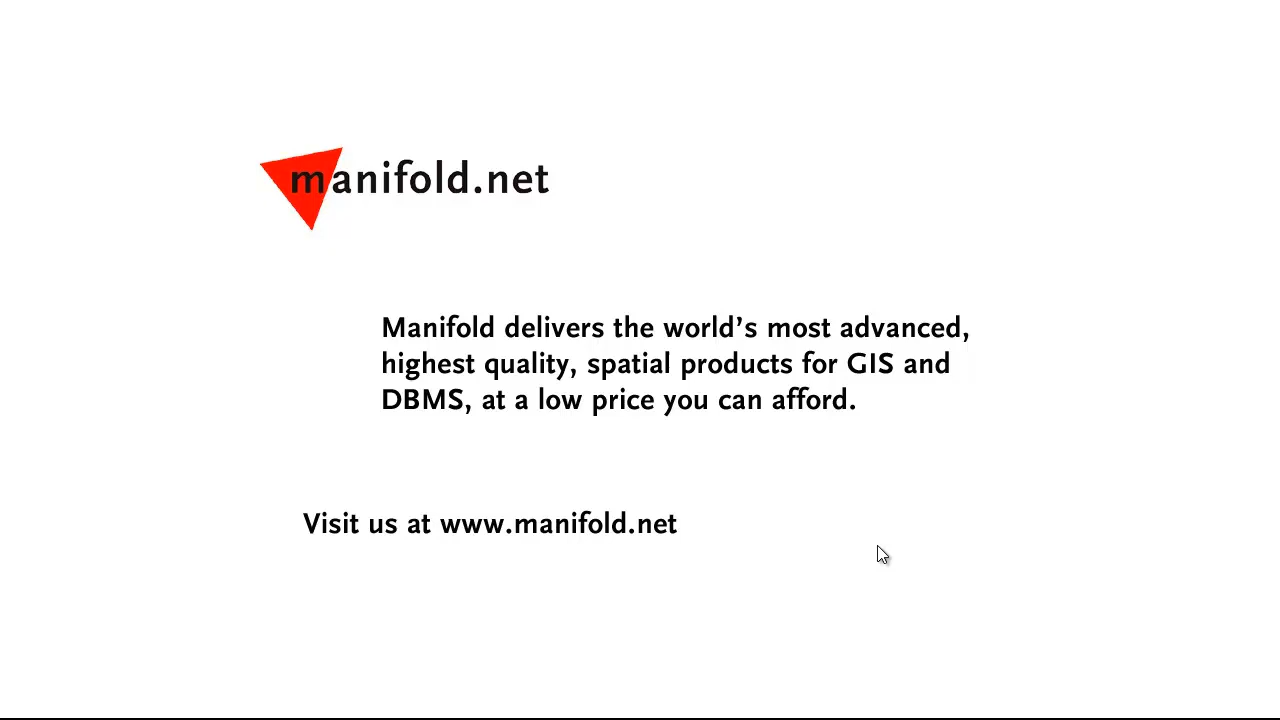 manifold.net
Manifold delivers the world’s most advanced,
highest quality, spatial products for GIS and
DBMS, at a low price you can afford.
Visit us at www.manifold.net